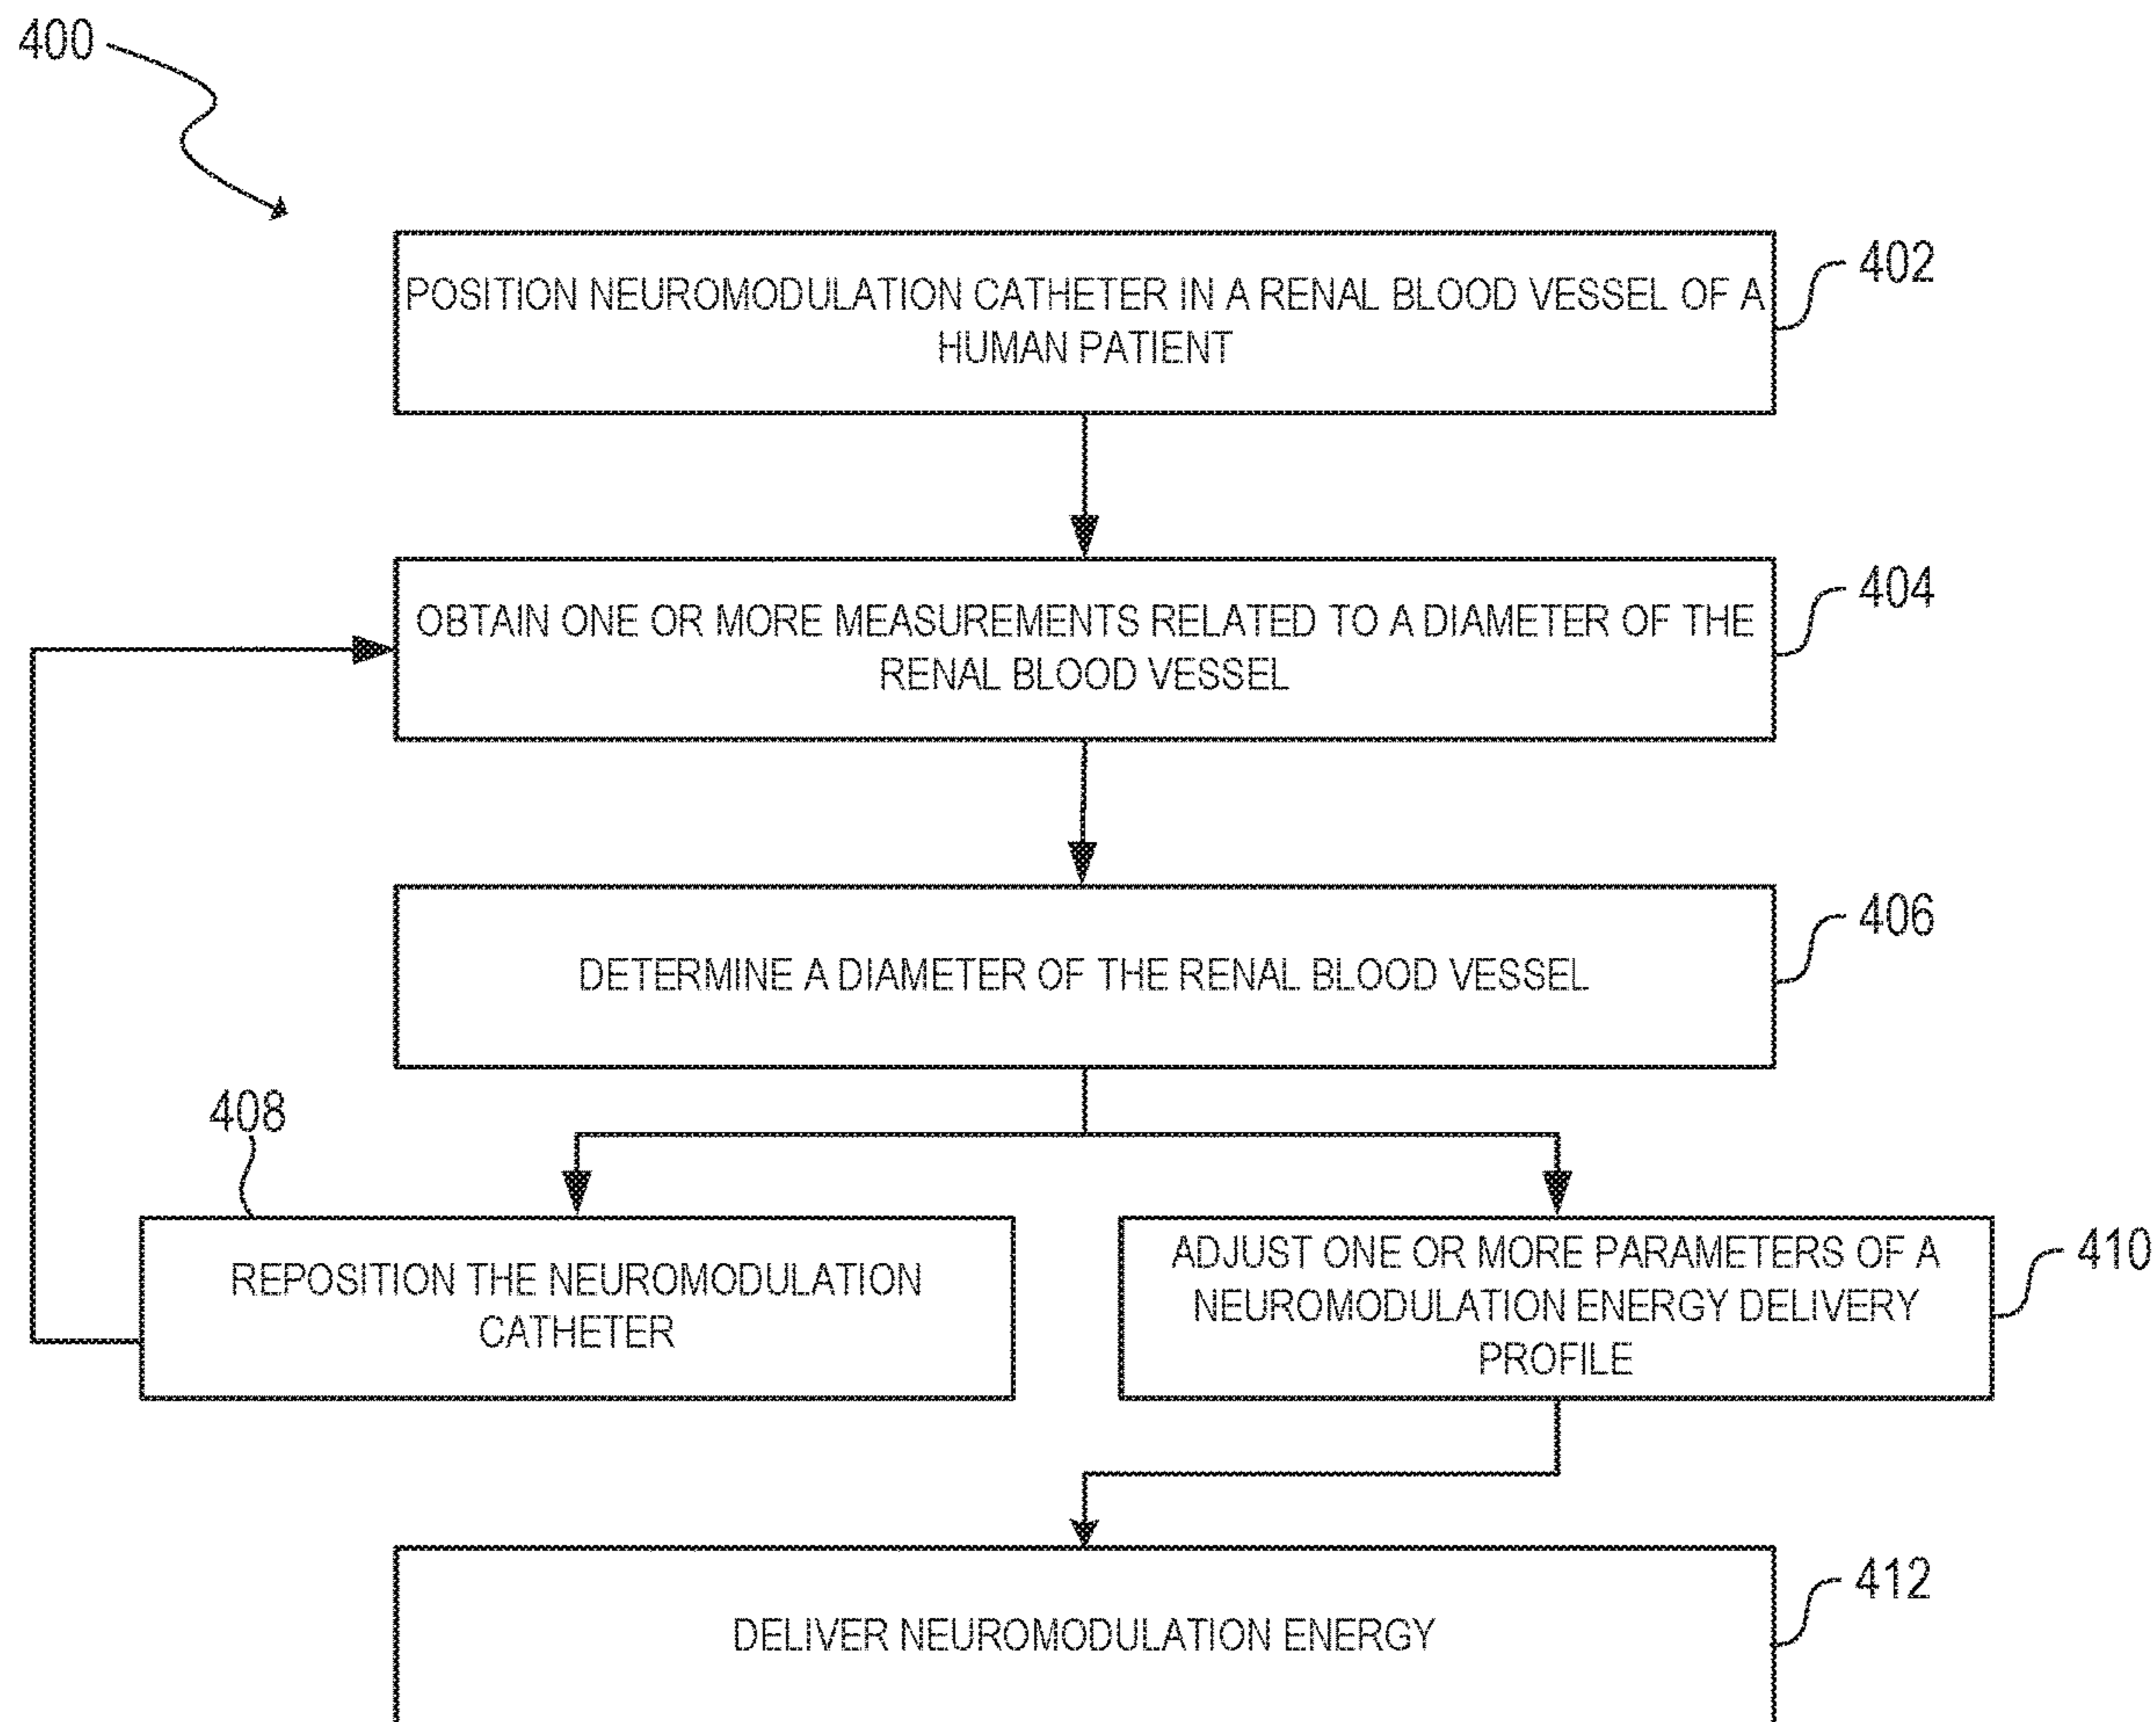 400
POSITION NEUROMODULATION CATHETER IN A RENAL BLOOD VESSEL OF A
HUMAN PATIENT
402
OBTAIN ONE OR MORE MEASUREMENTS RELATED TO A DIAMETER OF THE
RENAL BLOOD VESSEL
404
DETERMINE A DIAMETER OF THE RENAL BLOOD VESSEL
406
408
REPOSITION THE NEUROMODULATION
CATHETER
ADJUST ONE OR MORE PARAMETERS OF A
NEUROMODULATION ENERGY DELIVERY
PROFILE
410
DELIVER NEUROMODULATION ENERGY
412